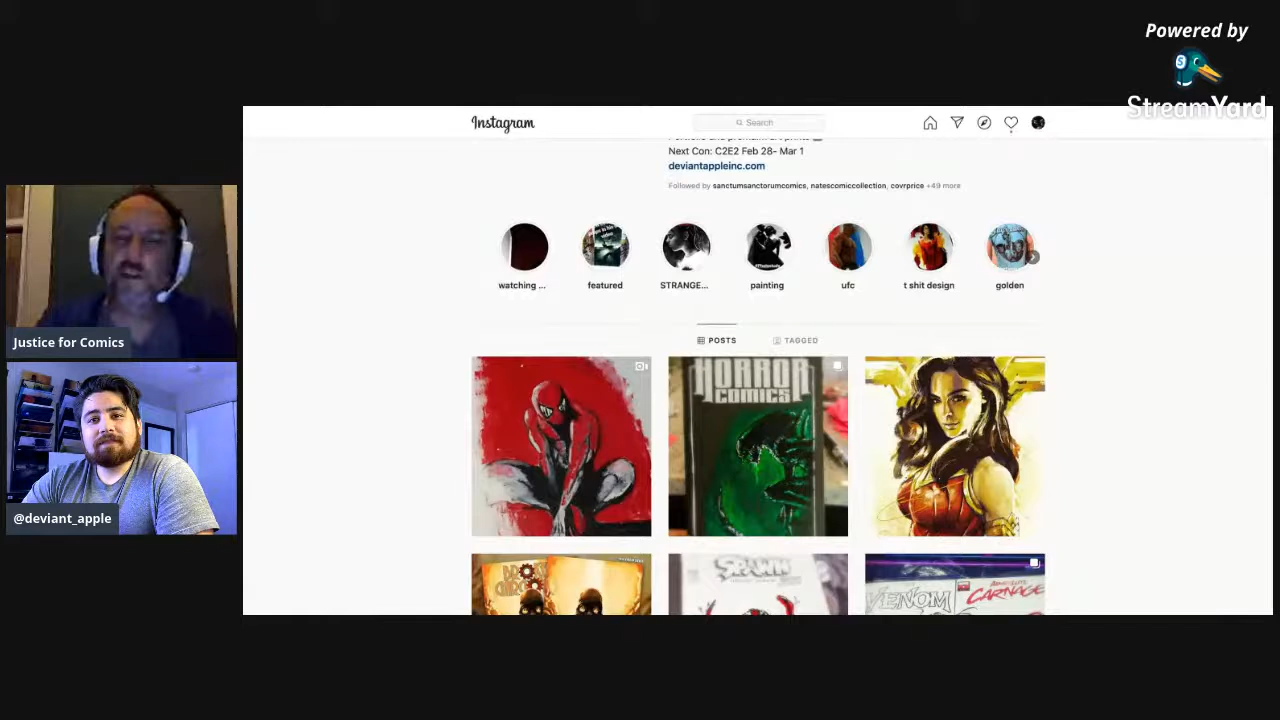 Powered by
StreamYard
Instagram
Search
Next Con: C2E2 Feb 28- Mar 1
deviantappleinc.com
Followed by sanctumsanctorumcomics, natescomiccollection, covrprice +49 more
watching ...
featured
STRANGE...
painting
ufc
t shit design
golden
POSTS
TAGGED
HORROR
COMICS
SPAWN
VENOM
ABSOLUTE
CARNAGE
Justice for Comics
@deviant_apple